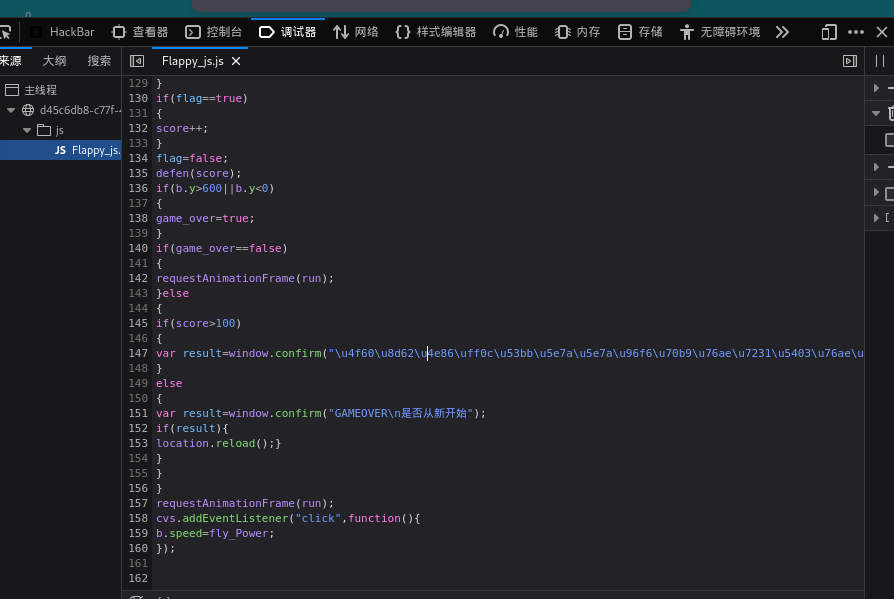 HackBar 查看器 控制台 调试器 网络 样式编辑器 性能 内存 存储 无障碍环境
来源 大纲 搜索 Flappy_js.js
主线程
d45c6db8-c77f-4
js
JS Flappy_js.
129 }
130 if(flag==true)
131 {
132 score++;
133 }
134 flag=false;
135 defen(score);
136 if(b.y>600||b.y<0)
137 {
138 game_over=true;
139 }
140 if(game_over==false)
141 {
142 requestAnimationFrame(run);
143 }else
144 {
145 if(score>100)
146 {
147 var result=window.confirm("\u4f60\u8d62\u4e86\uff0c\u53bb\u5e7a\u5e7a\u96f6\u70b9\u76ae\u7231\u5403\u76ae\u
148 }
149 else
150 {
151 var result=window.confirm("GAMEOVER\n是否从新开始");
152 if(result){
153 location.reload();}
154 }
155 }
156 }
157 requestAnimationFrame(run);
158 cvs.addEventListener("click",function(){
159 b.speed=fly_Power;
160 });
161
162